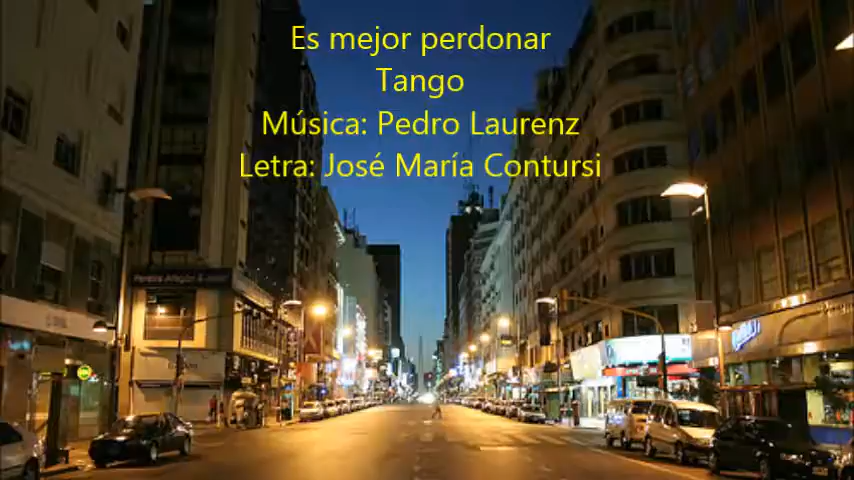 Es mejor perdonar
Tango
Música: Pedro Laurenz
Letra: José María Contursi